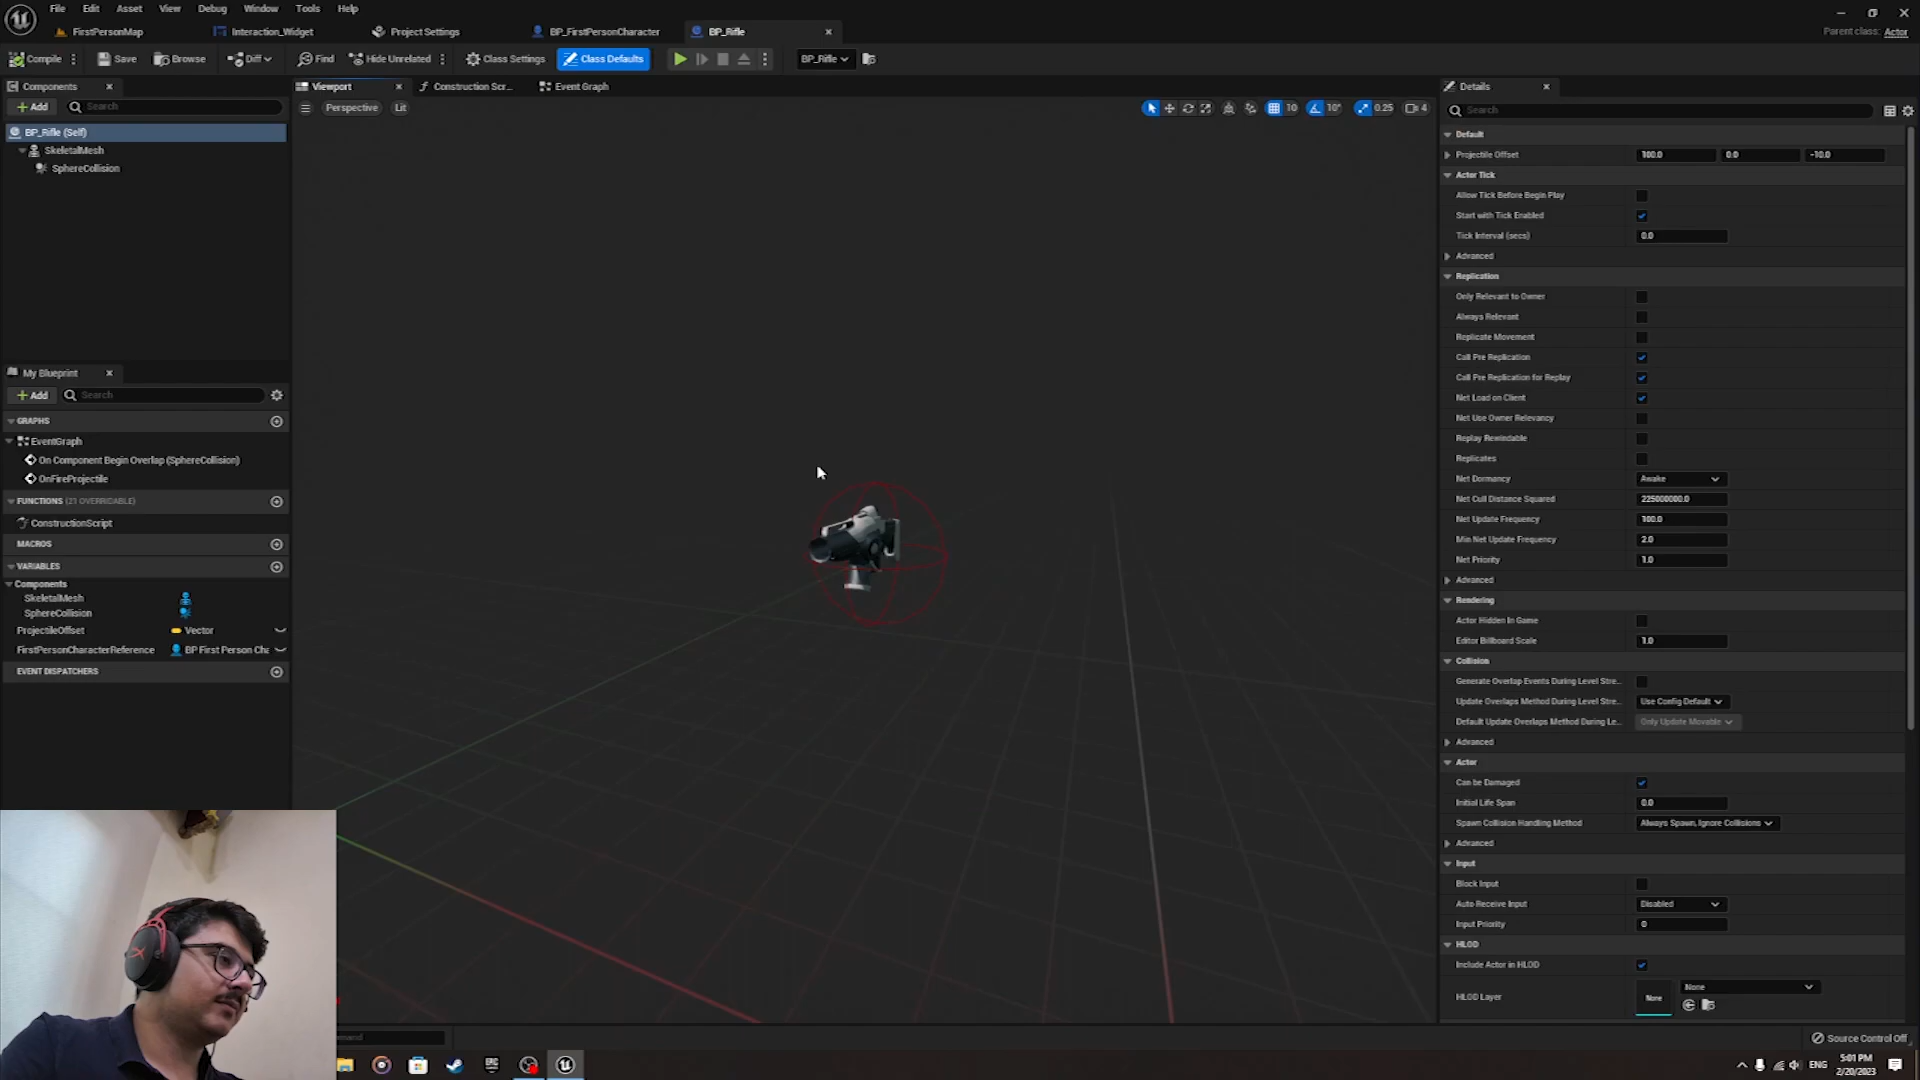 File Edit Asset View Debug Window Tools Help
FirstPersonMap Interaction_Widget Project Settings BP_FirstPersonCharacter BP_Rifle
Parent class: Actor
Compile Save Browse Diff Find Hide Unrelated Class Settings Class Defaults BP_Rifle
Components Viewport Construction Scr... Event Graph Details
Add Search Perspective Lit 10 10° 0.25 4 Search
BP_Rifle (Self)
SkeletalMesh
SphereCollision
My Blueprint
Add Search
GRAPHS
EventGraph
On Component Begin Overlap (SphereCollision)
OnFireProjectile
FUNCTIONS (21 OVERRIDABLE)
ConstructionScript
MACROS
VARIABLES
Components
SkeletalMesh
SphereCollision
ProjectileOffset Vector
FirstPersonCharacterReference BP First Person Cha
EVENT DISPATCHERS
Default
Projectile Offset 100.0 0.0 -10.0
Actor Tick
Allow Tick Before Begin Play
Start with Tick Enabled
Tick Interval (secs) 0.0
Advanced
Replication
Only Relevant to Owner
Always Relevant
Replicate Movement
Call Pre Replication
Call Pre Replication for Replay
Net Load on Client
Net Use Owner Relevancy
Replay Rewindable
Replicates
Net Dormancy Awake
Net Cull Distance Squared 225000000.0
Net Update Frequency 100.0
Min Net Update Frequency 2.0
Net Priority 1.0
Advanced
Rendering
Actor Hidden In Game
Editor Billboard Scale 1.0
Collision
Generate Overlap Events During Level Stre...
Update Overlaps Method During Level Stre... Use Config Default
Default Update Overlaps Method During Le... Only Update Movable
Advanced
Actor
Can be Damaged
Initial Life Span 0.0
Spawn Collision Handling Method Always Spawn, Ignore Collisions
Advanced
Input
Block Input
Auto Receive Input Disabled
Input Priority 0
HLOD
Include Actor in HLOD
HLOD Layer None None
Source Control Off
EPIC
ENG 5:01 PM
2/20/2023